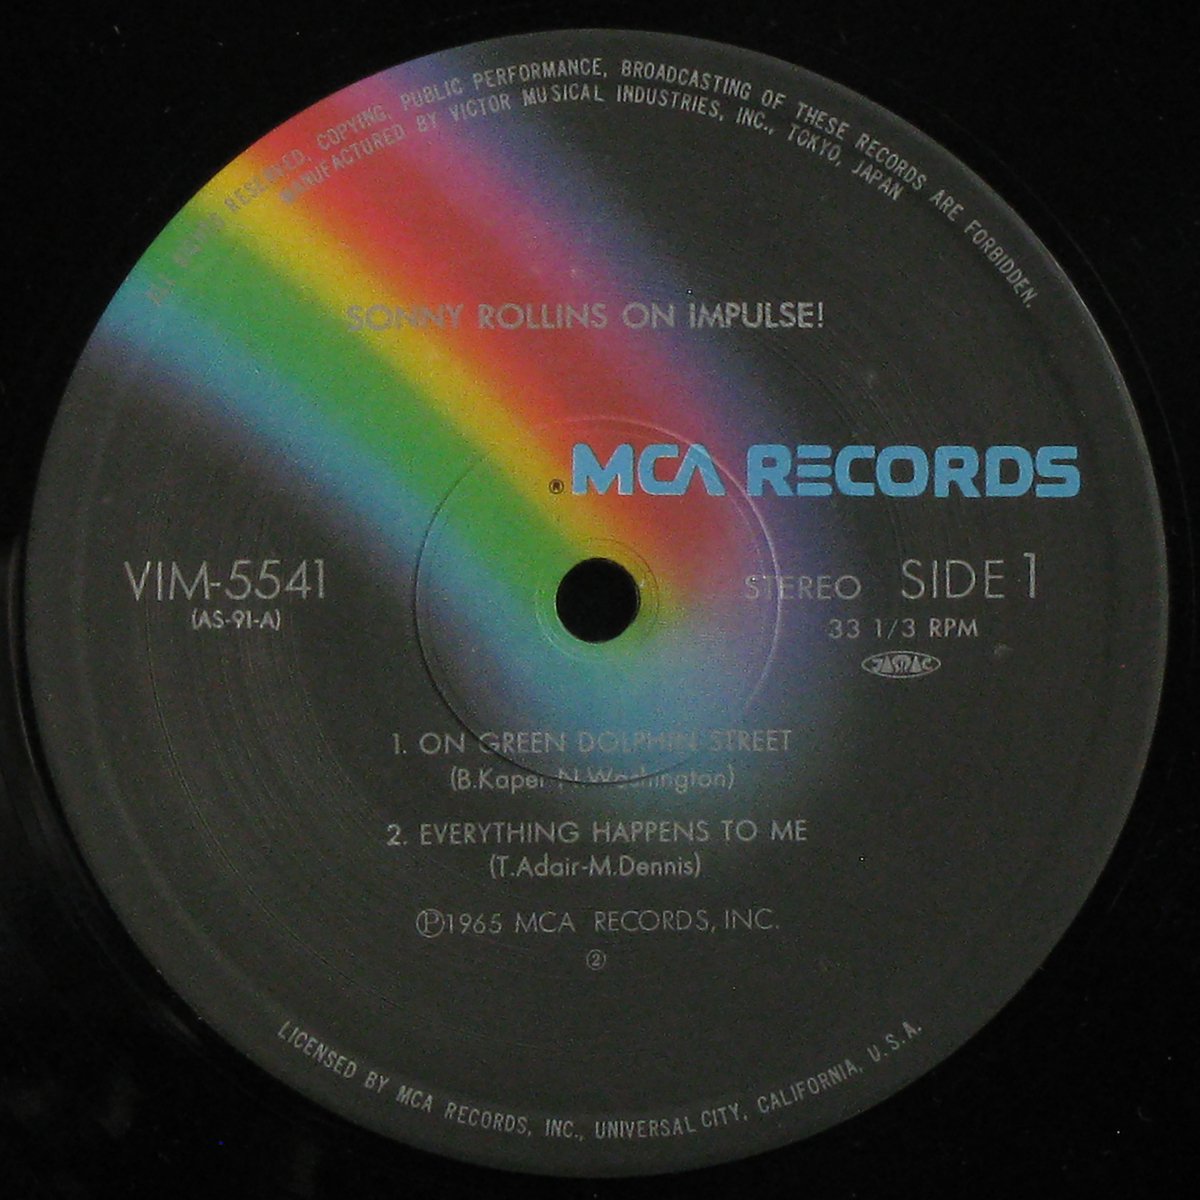 ALL RIGHTS RESERVED, COPYING, PUBLIC PERFORMANCE, BROADCASTING OF THESE RECORDS ARE FORBIDDEN.
MANUFACTURED BY VICTOR MUSICAL INDUSTRIES, INC., TOKYO, JAPAN
SONNY ROLLINS ON IMPULSE!
® MCA RECORDS
VIM-5541
(AS-91-A)
STEREO SIDE 1
33 1/3 RPM
JASRAC
1. ON GREEN DOLPHIN STREET
(B.Kaper-N.Washington)
2. EVERYTHING HAPPENS TO ME
(T.Adair-M.Dennis)
Ⓟ1965 MCA RECORDS, INC.
②
LICENSED BY MCA RECORDS, INC., UNIVERSAL CITY, CALIFORNIA, U.S.A.